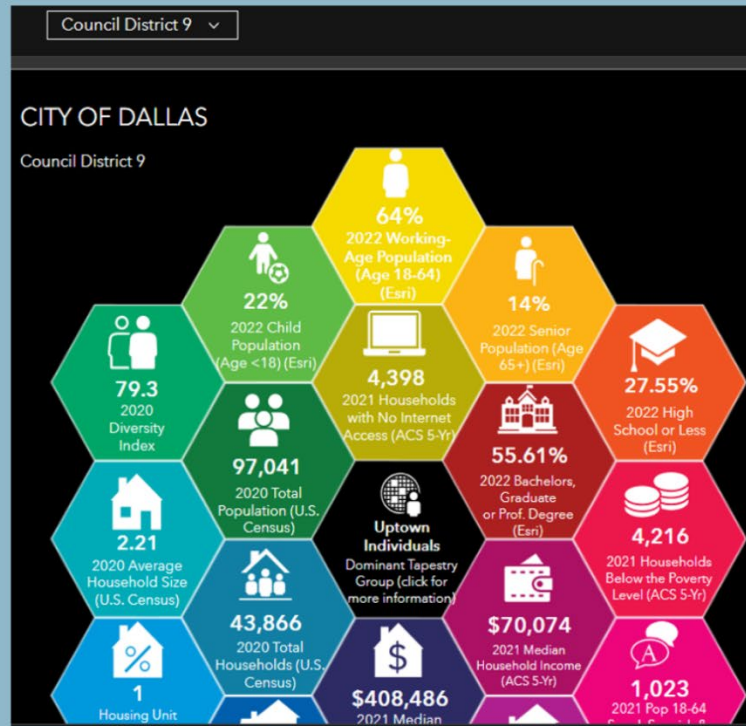 Council District 9
CITY OF DALLAS
Council District 9
64%
2022 Working-
Age Population
(Age 18-64)
(Esri)
22%
2022 Child
Population
(Age <18) (Esri)
14%
2022 Senior
Population (Age
65+) (Esri)
79.3
2020
Diversity
Index
4,398
2021 Households
with No Internet
Access (ACS 5-Yr)
27.55%
2022 High
School or Less
(Esri)
97,041
2020 Total
Population (U.S.
Census)
55.61%
2022 Bachelors,
Graduate
or Prof. Degree
(Esri)
2.21
2020 Average
Household Size
(U.S. Census)
Uptown
Individuals
Dominant Tapestry
Group (click for
more information)
4,216
2021 Households
Below the Poverty
Level (ACS 5-Yr)
43,866
2020 Total
Households (U.S.
Census)
$70,074
2021 Median
Household Income
(ACS 5-Yr)
%
1
Housing Unit
$
$408,486
2021 Median
A
1,023
2021 Pop 18-64